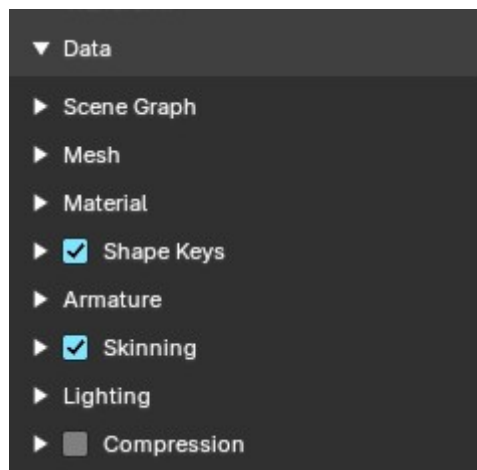 Data
Scene Graph
Mesh
Material
Shape Keys
Armature
Skinning
Lighting
Compression